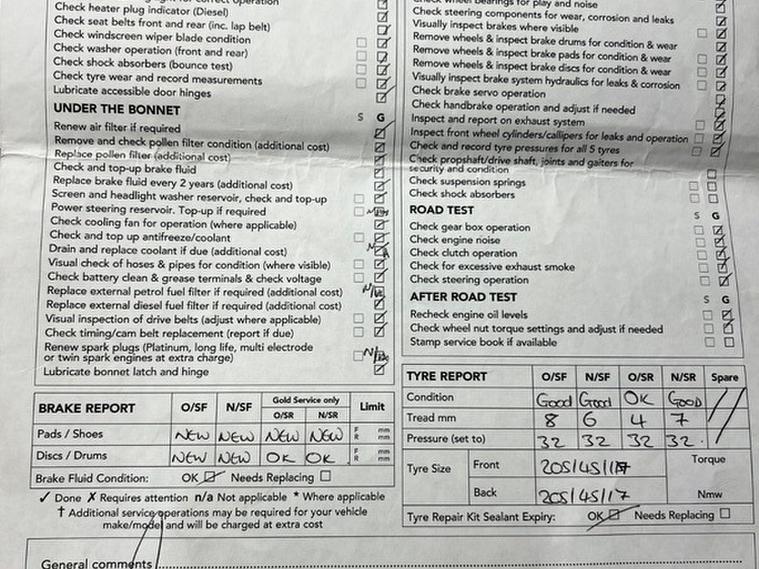 Check heater plug indicator (Diesel)
Check seat belts front and rear (inc. lap belt)
Check windscreen wiper blade condition
Check washer operation (front and rear)
Check shock absorbers (bounce test)
Check tyre wear and record measurements
Lubricate accessible door hinges
UNDER THE BONNET S G
Renew air filter if required
Remove and check pollen filter condition (additional cost)
Replace pollen filter (additional cost)
Check and top-up brake fluid
Replace brake fluid every 2 years (additional cost)
Screen and headlight washer reservoir, check and top-up
Power steering reservoir. Top-up if required
Check cooling fan for operation (where applicable)
Check and top up antifreeze/coolant
Drain and replace coolant if due (additional cost)
Visual check of hoses & pipes for condition (where visible)
Check battery clean & grease terminals & check voltage
Replace external petrol fuel filter if required (additional cost)
Replace external diesel fuel filter if required (additional cost)
Visual inspection of drive belts (adjust where applicable)
Check timing/cam belt replacement (report if due)
Renew spark plugs (Platinum, long life, multi electrode
or twin spark engines at extra charge)
Lubricate bonnet latch and hinge
BRAKE REPORT O/SF N/SF Gold Service only O/SR N/SR Limit
Pads / Shoes NEW NEW NEW NEW F mm R mm
Discs / Drums NEW NEW OK OK F mm R mm
Brake Fluid Condition: OK Needs Replacing
✓ Done ✗ Requires attention n/a Not applicable * Where applicable
† Additional service operations may be required for your vehicle
make/model and will be charged at extra cost
General comments
Check wheel bearings for play and noise
Check steering components for wear, corrosion and leaks
Visually inspect brakes where visible
Remove wheels & inspect brake drums for condition & wear
Remove wheels & inspect brake pads for condition & wear
Remove wheels & inspect brake discs for condition & wear
Visually inspect brake system hydraulics for leaks & corrosion
Check brake servo operation
Check handbrake operation and adjust if needed
Inspect and report on exhaust system
Inspect front wheel cylinders/callipers for leaks and operation
Check and record tyre pressures for all 5 tyres
Check propshaft/drive shaft, joints and gaiters for
security and condition
Check suspension springs
Check shock absorbers
ROAD TEST S G
Check gear box operation
Check engine noise
Check clutch operation
Check for excessive exhaust smoke
Check steering operation
AFTER ROAD TEST S G
Recheck engine oil levels
Check wheel nut torque settings and adjust if needed
Stamp service book if available
TYRE REPORT O/SF N/SF O/SR N/SR Spare
Condition Good Good OK GOOD
Tread mm 8 6 4 7
Pressure (set to) 32 32 32 32
Tyre Size Front 205/45/17 Torque
Back 205/45/17 Nmw
Tyre Repair Kit Sealant Expiry: OK Needs Replacing